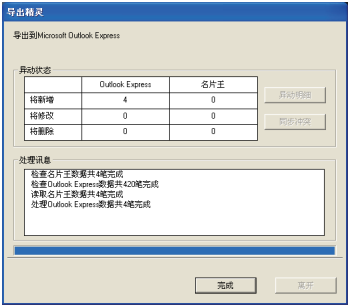 导出精灵
导出到Microsoft Outlook Express
异动状态
Outlook Express 名片王
将新增 4 0
将修改 0 0
将删除 0 0
异动明细
同步冲突
处理讯息
检查名片王数据共4笔完成
检查Outlook Express数据共420笔完成
读取名片王数据共4笔完成
处理Outlook Express数据共4笔完成
完成
离开